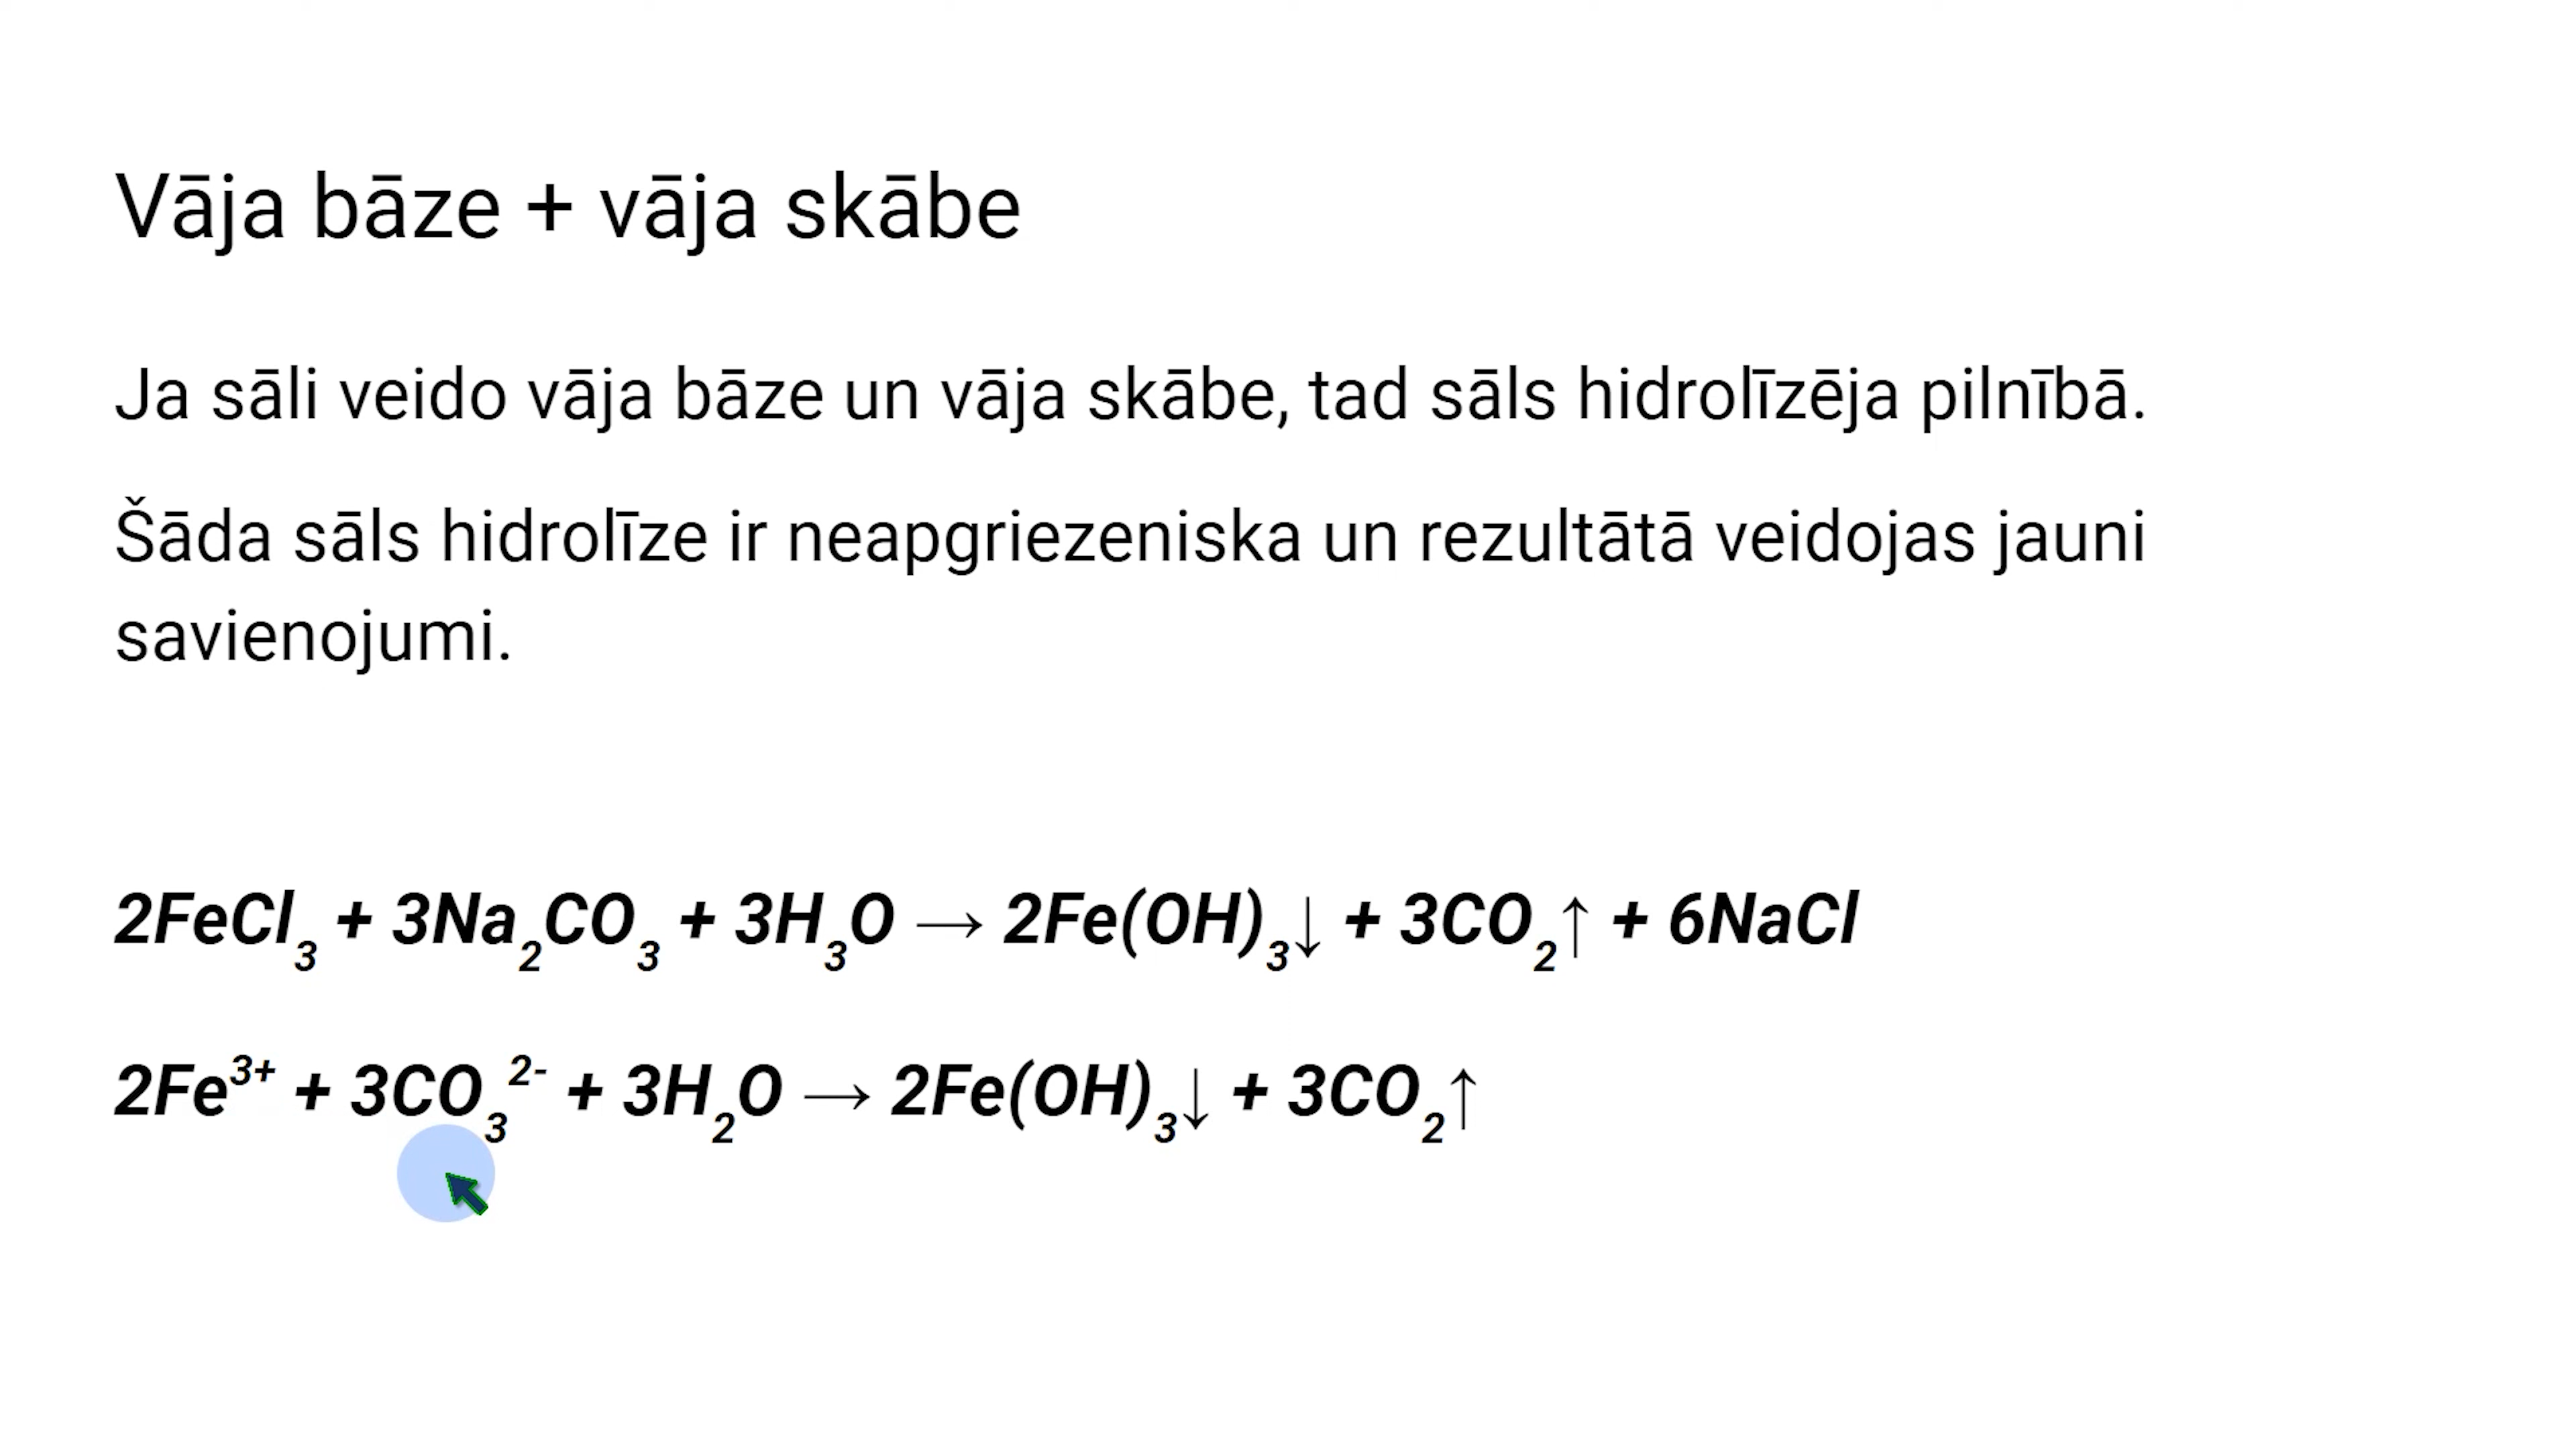 Vāja bāze + vāja skābe
Ja sāli veido vāja bāze un vāja skābe, tad sāls hidrolīzēja pilnībā.
Šāda sāls hidrolīze ir neapgriezeniska un rezultātā veidojas jauni
savienojumi.
2FeCl₃ + 3Na₂CO₃ + 3H₃O → 2Fe(OH)₃↓ + 3CO₂↑ + 6NaCl
2Fe³⁺ + 3CO₃²⁻ + 3H₂O → 2Fe(OH)₃↓ + 3CO₂↑